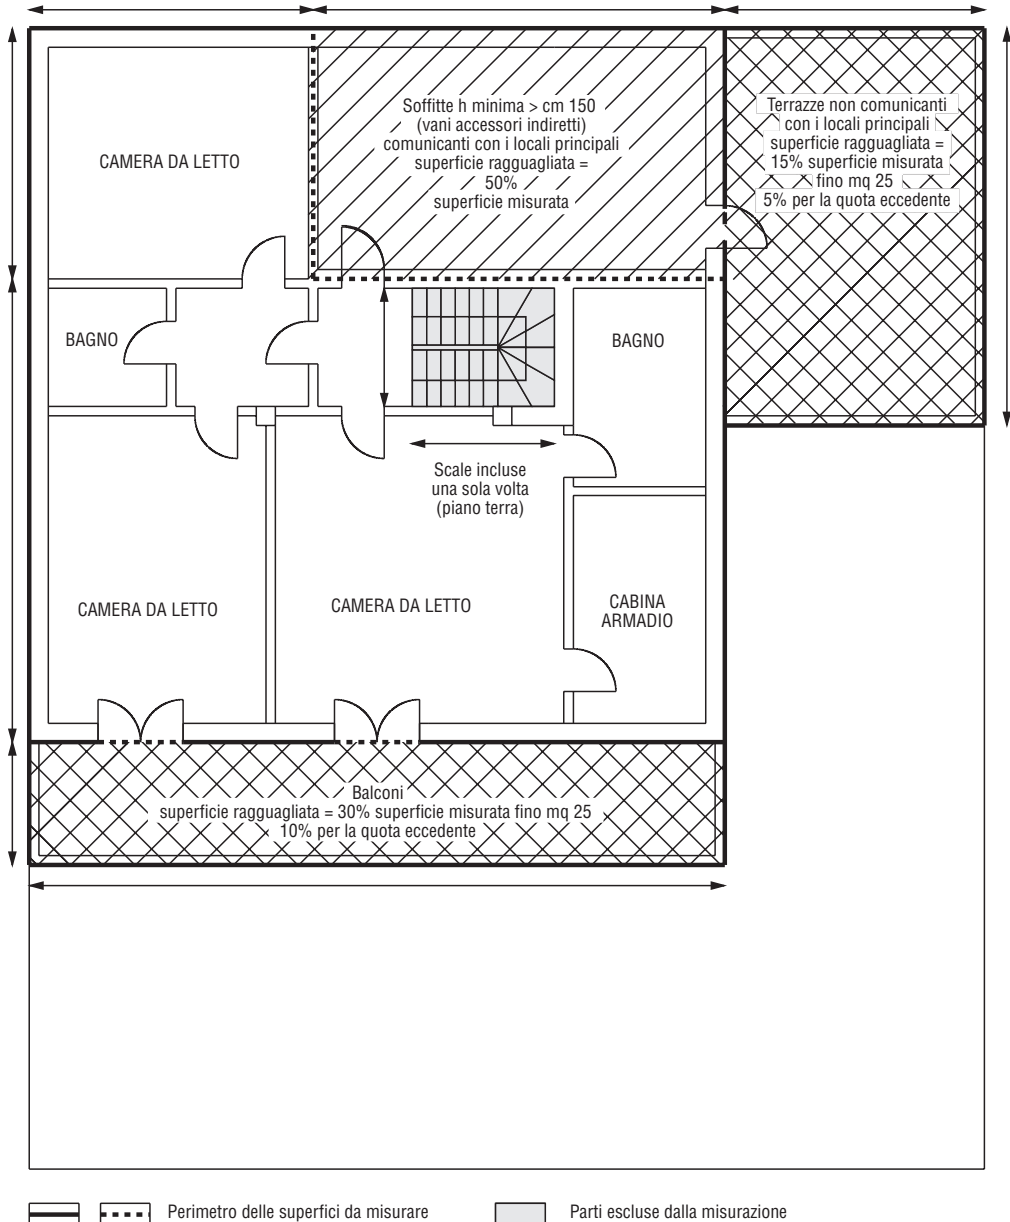 Soffitte h minima > cm 150
(vani accessori indiretti)
comunicanti con i locali principali
superficie ragguagliata =
50%
superficie misurata
Terrazze non comunicanti
con i locali principali
superficie ragguagliata =
15% superficie misurata
fino mq 25
5% per la quota eccedente
CAMERA DA LETTO
BAGNO
BAGNO
Scale incluse
una sola volta
(piano terra)
CAMERA DA LETTO
CAMERA DA LETTO
CABINA
ARMADIO
Balconi
superficie ragguagliata = 30% superficie misurata fino mq 25
10% per la quota eccedente
Perimetro delle superfici da misurare
Parti escluse dalla misurazione